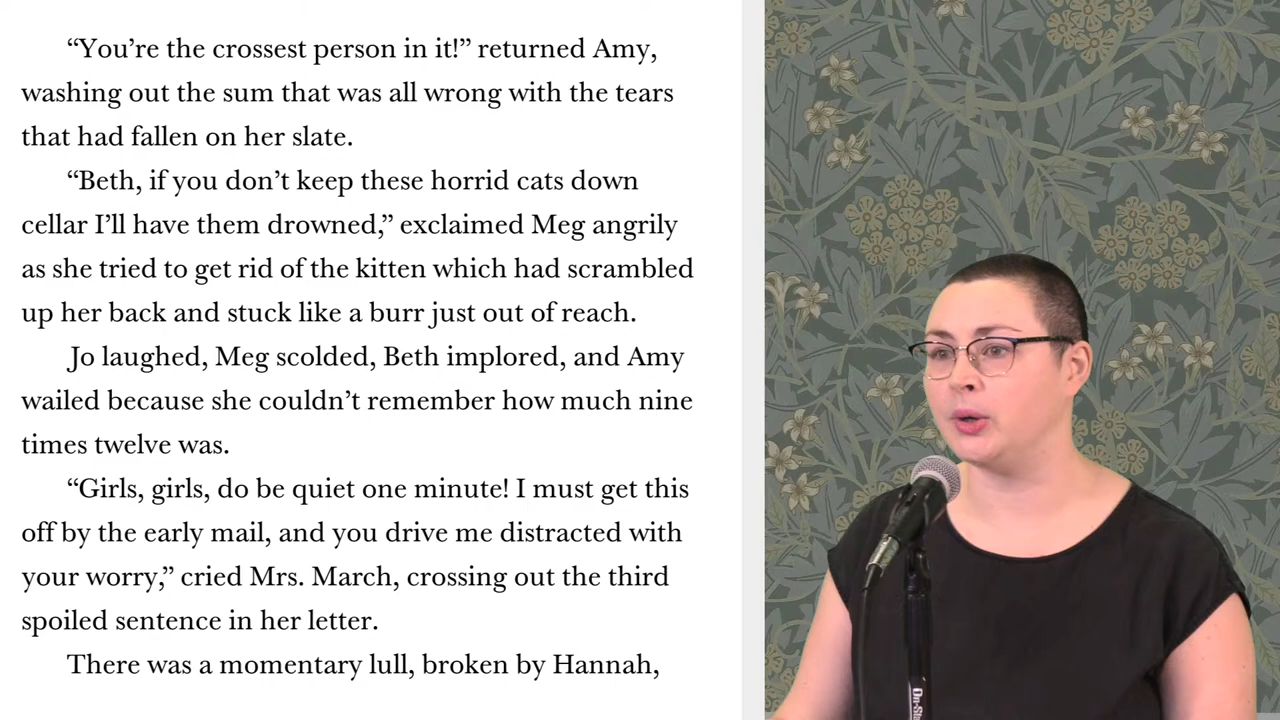 “You’re the crossest person in it!” returned Amy,
washing out the sum that was all wrong with the tears
that had fallen on her slate.
“Beth, if you don’t keep these horrid cats down
cellar I’ll have them drowned,” exclaimed Meg angrily
as she tried to get rid of the kitten which had scrambled
up her back and stuck like a burr just out of reach.
Jo laughed, Meg scolded, Beth implored, and Amy
wailed because she couldn’t remember how much nine
times twelve was.
“Girls, girls, do be quiet one minute! I must get this
off by the early mail, and you drive me distracted with
your worry,” cried Mrs. March, crossing out the third
spoiled sentence in her letter.
There was a momentary lull, broken by Hannah,